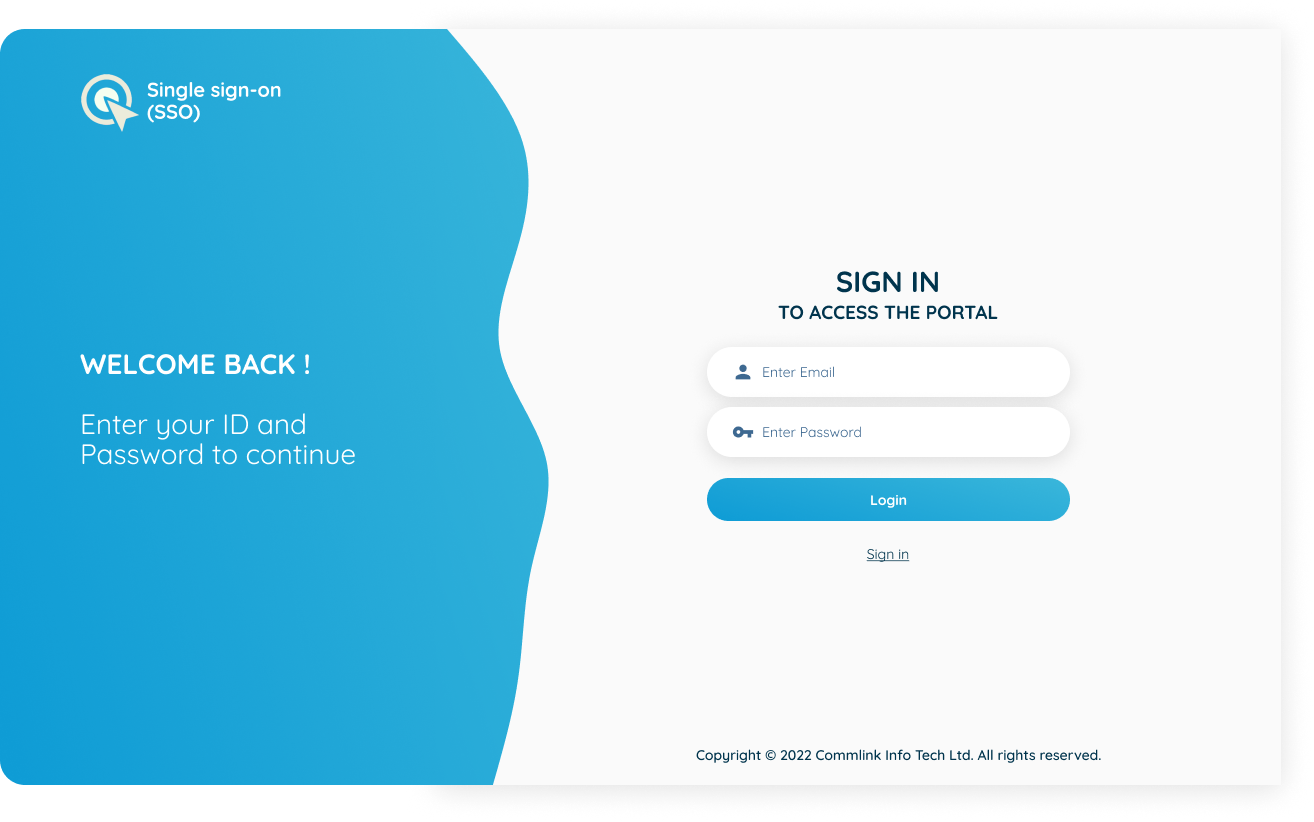 Single sign-on
(SSO)
WELCOME BACK !
Enter your ID and
Password to continue
SIGN IN
TO ACCESS THE PORTAL
Enter Email
Enter Password
Login
Sign in
Copyright © 2022 Commlink Info Tech Ltd. All rights reserved.